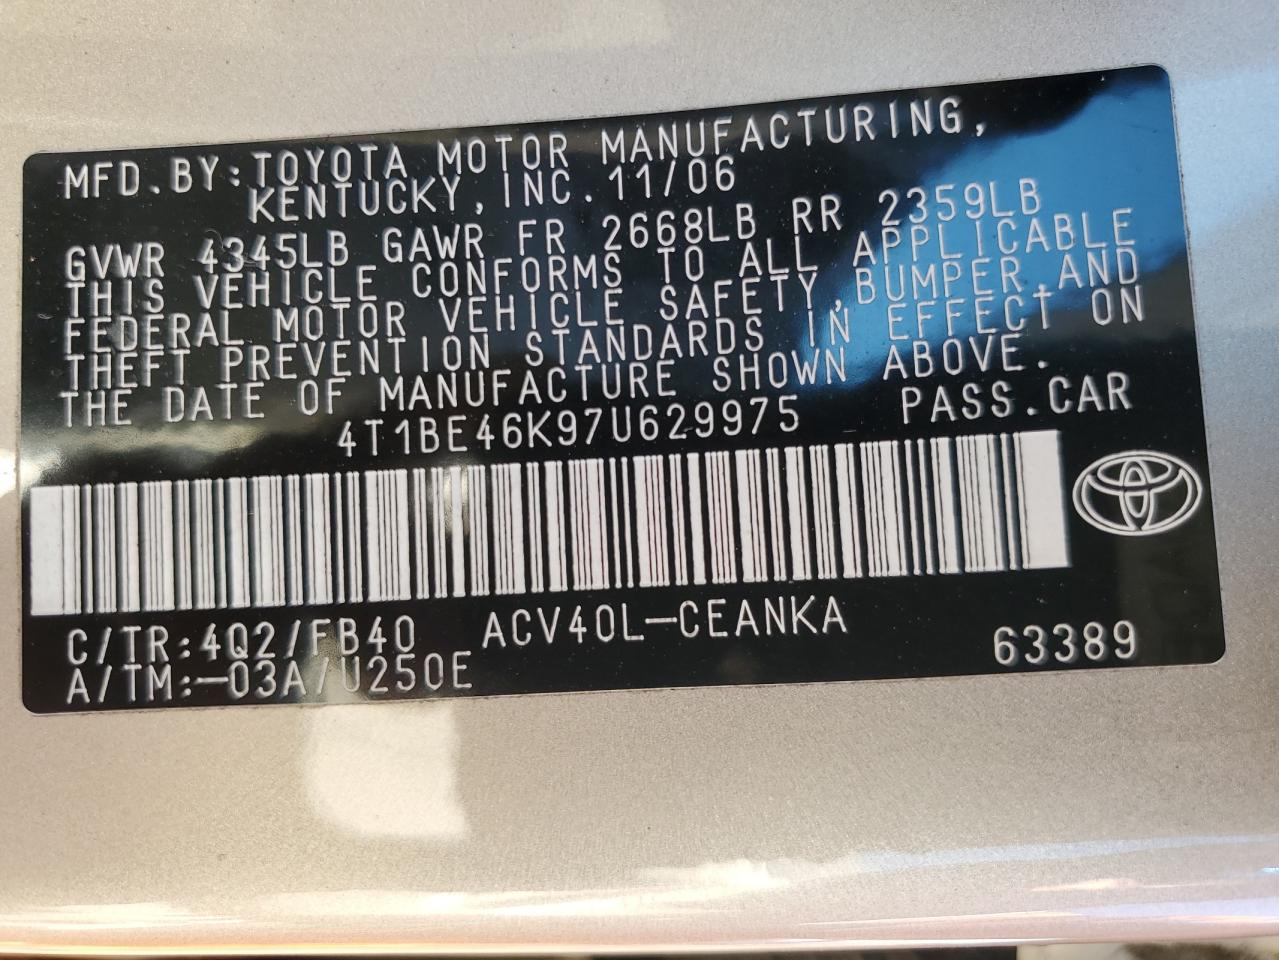 MFD.BY:TOYOTA MOTOR MANUFACTURING,
KENTUCKY,INC.11/06
GVWR 4345LB GAWR FR 2668LB RR 2359LB
THIS VEHICLE CONFORMS TO ALL APPLICABLE
FEDERAL MOTOR VEHICLE SAFETY,BUMPER,AND
THEFT PREVENTION STANDARDS IN EFFECT ON
THE DATE OF MANUFACTURE SHOWN ABOVE.
4T1BE46K97U629975 PASS.CAR
C/TR:4Q2/FB40 ACV40L-CEANKA
A/TM:-03A/U250E 63389